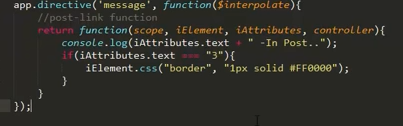 app.directive('message', function($interpolate){
    //post-link function
    return function(scope, iElement, iAttributes, controller){
        console.log(iAttributes.text + " -In Post..");
        if(iAttributes.text === "3"){
            iElement.css("border", "1px solid #FF0000");
        }
    }
});